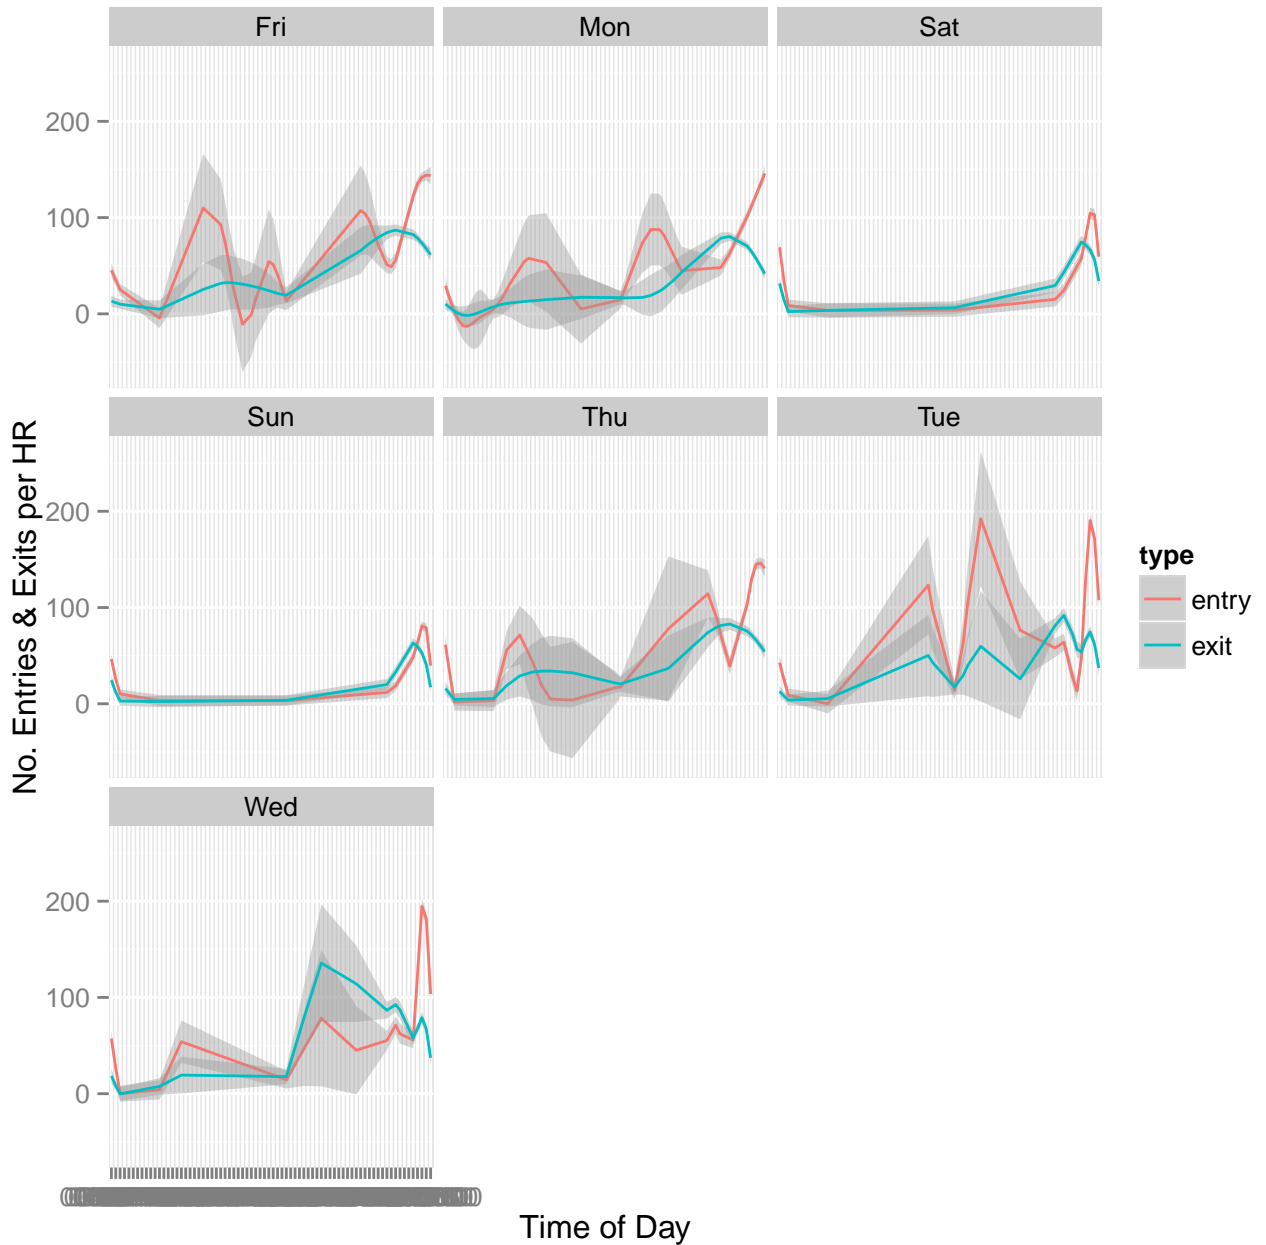 Fri
Mon
Sat
200
100
0
Sun
Thu
Tue
200
100
0
Wed
200
100
0
No. Entries & Exits per HR
Time of Day
type
entry
exit